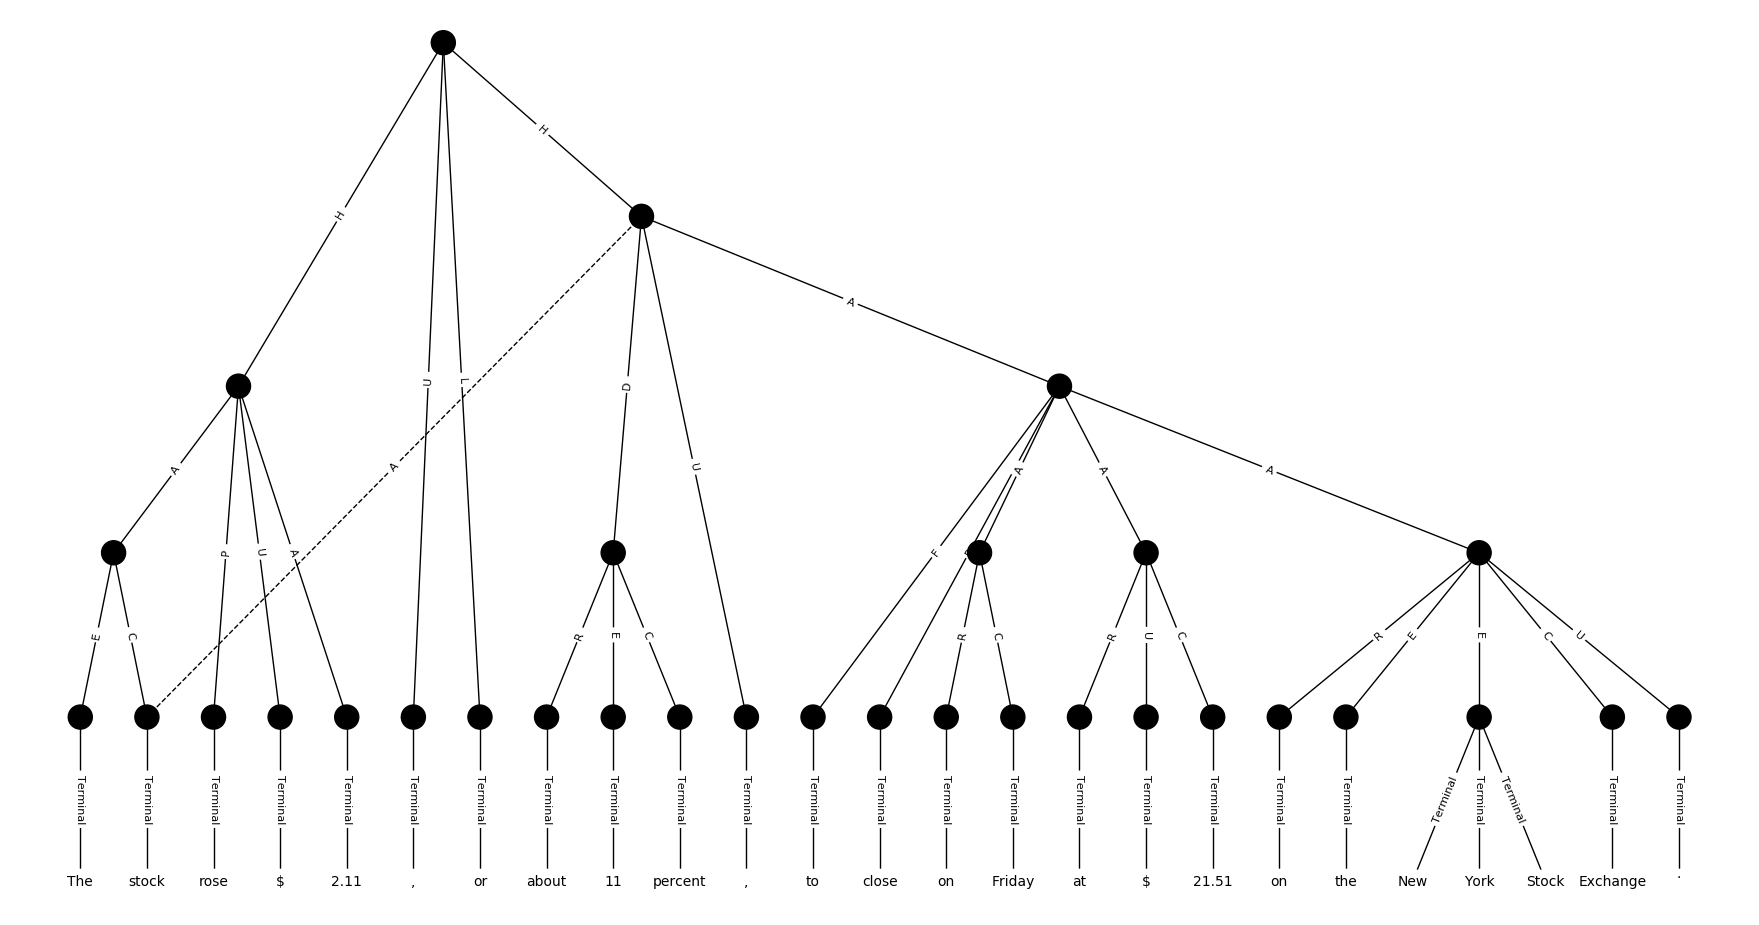 H
H
A
U
L
D
A
A
U
A
A
A
P
U
A
F
E
C
R
E
C
R
C
R
U
C
R
E
E
C
U
Terminal Terminal Terminal Terminal Terminal Terminal Terminal Terminal Terminal Terminal Terminal Terminal Terminal Terminal Terminal Terminal Terminal Terminal Terminal Terminal Terminal Terminal Terminal Terminal Terminal
The stock rose $ 2.11 , or about 11 percent , to close on Friday at $ 21.51 on the New York Stock Exchange .